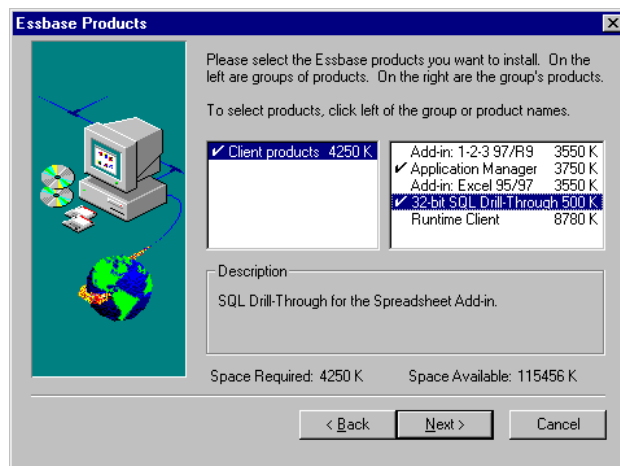 Essbase Products
Please select the Essbase products you want to install. On the
left are groups of products. On the right are the group's products.
To select products, click left of the group or product names.
Client products 4250 K
Add-in: 1-2-3 97/R9 3550 K
Application Manager 3750 K
Add-in: Excel 95/97 3550 K
32-bit SQL Drill-Through 500 K
Runtime Client 8780 K
Description
SQL Drill-Through for the Spreadsheet Add-in.
Space Required: 4250 K Space Available: 115456 K
< Back Next > Cancel